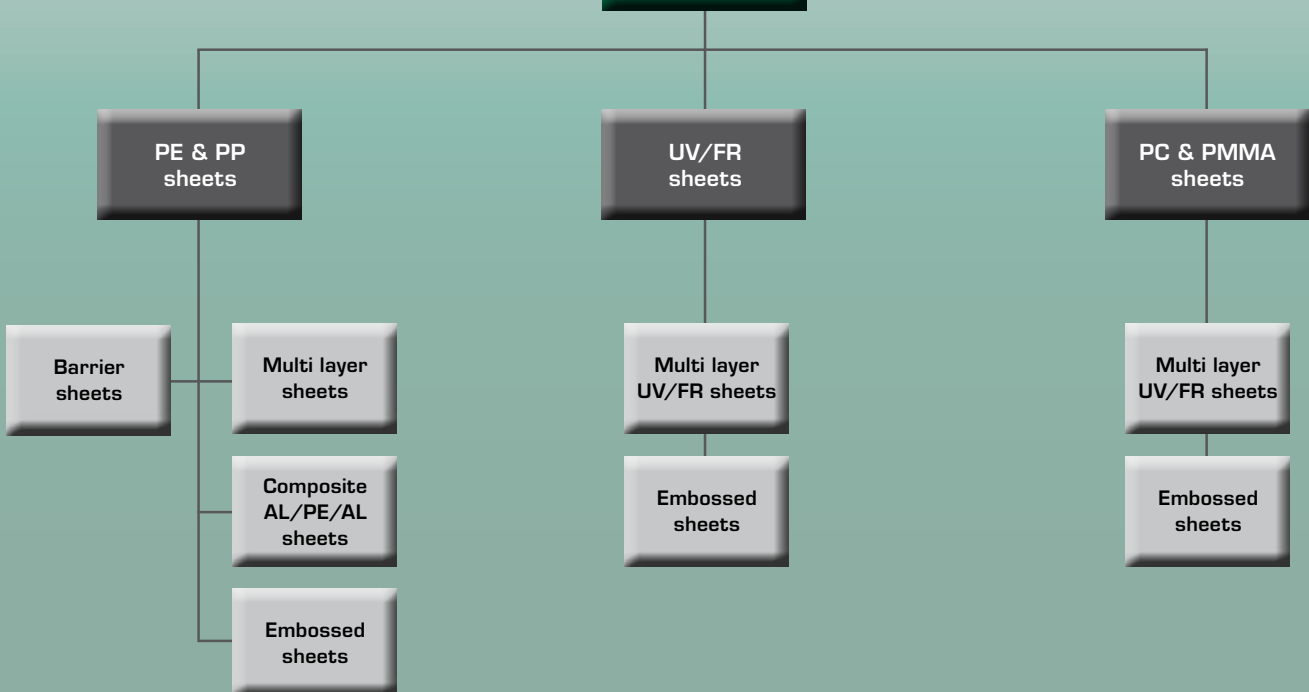 PE & PP
sheets
UV/FR
sheets
PC & PMMA
sheets
Barrier
sheets
Multi layer
sheets
Multi layer
UV/FR sheets
Multi layer
UV/FR sheets
Composite
AL/PE/AL
sheets
Embossed
sheets
Embossed
sheets
Embossed
sheets